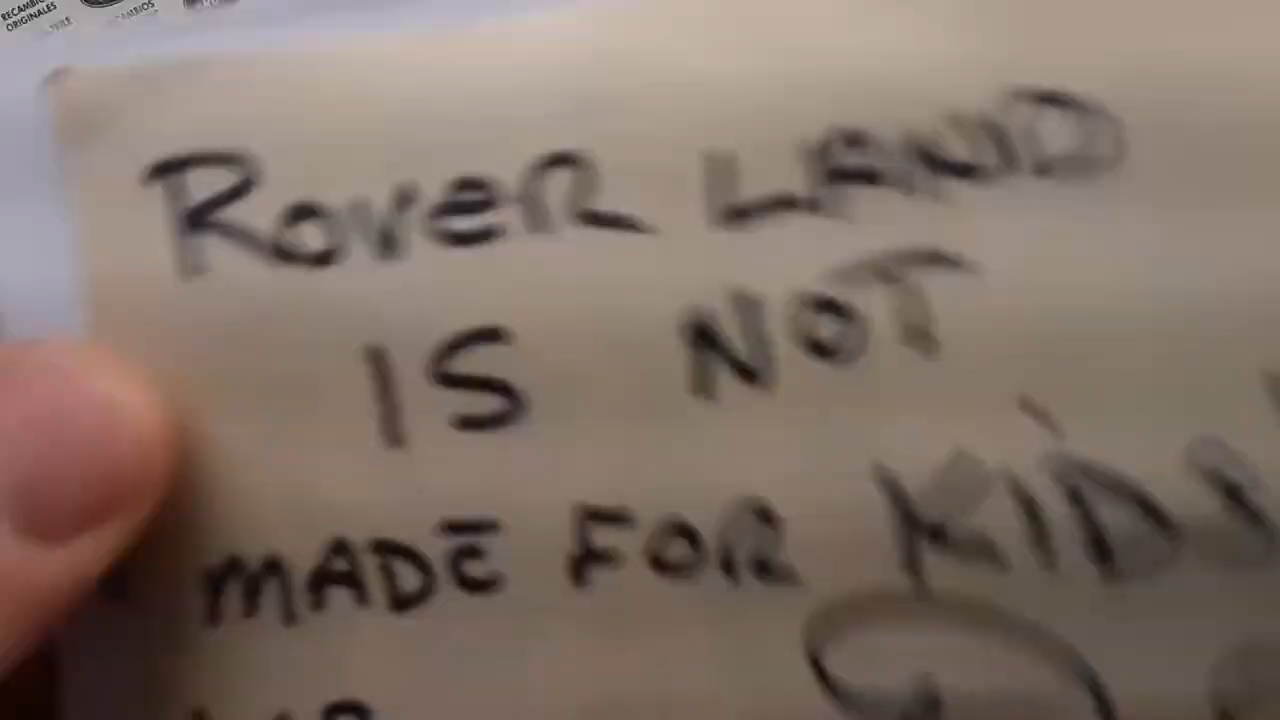 RECAMBIOS
ORIGINALES
ROVER LAND
IS NOT
MADE FOR KIDS